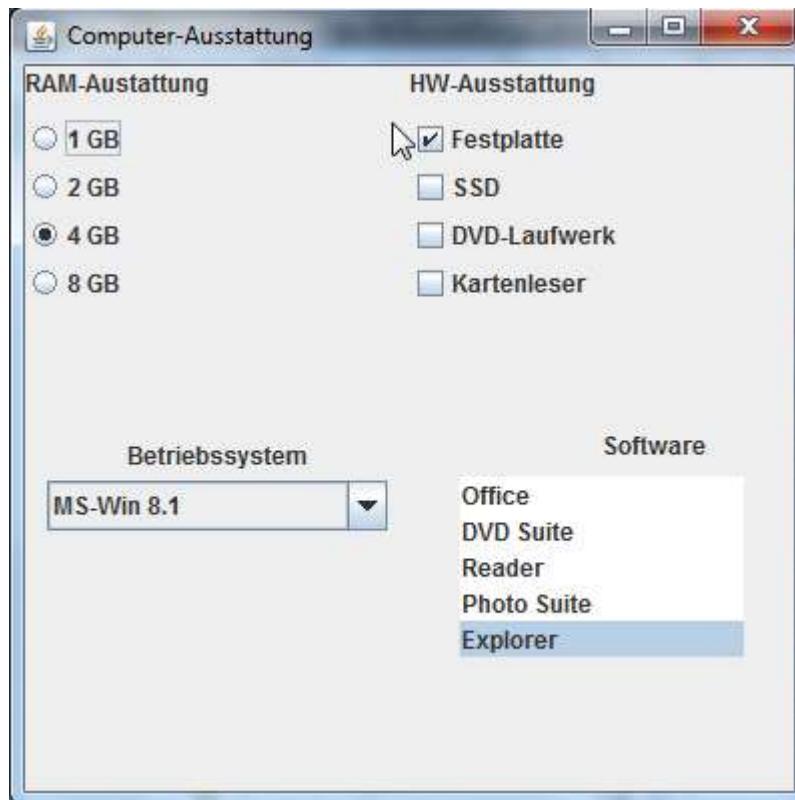 Computer-Ausstattung
RAM-Austattung
1 GB
2 GB
4 GB
8 GB
HW-Ausstattung
Festplatte
SSD
DVD-Laufwerk
Kartenleser
Betriebssystem
MS-Win 8.1
Software
Office
DVD Suite
Reader
Photo Suite
Explorer